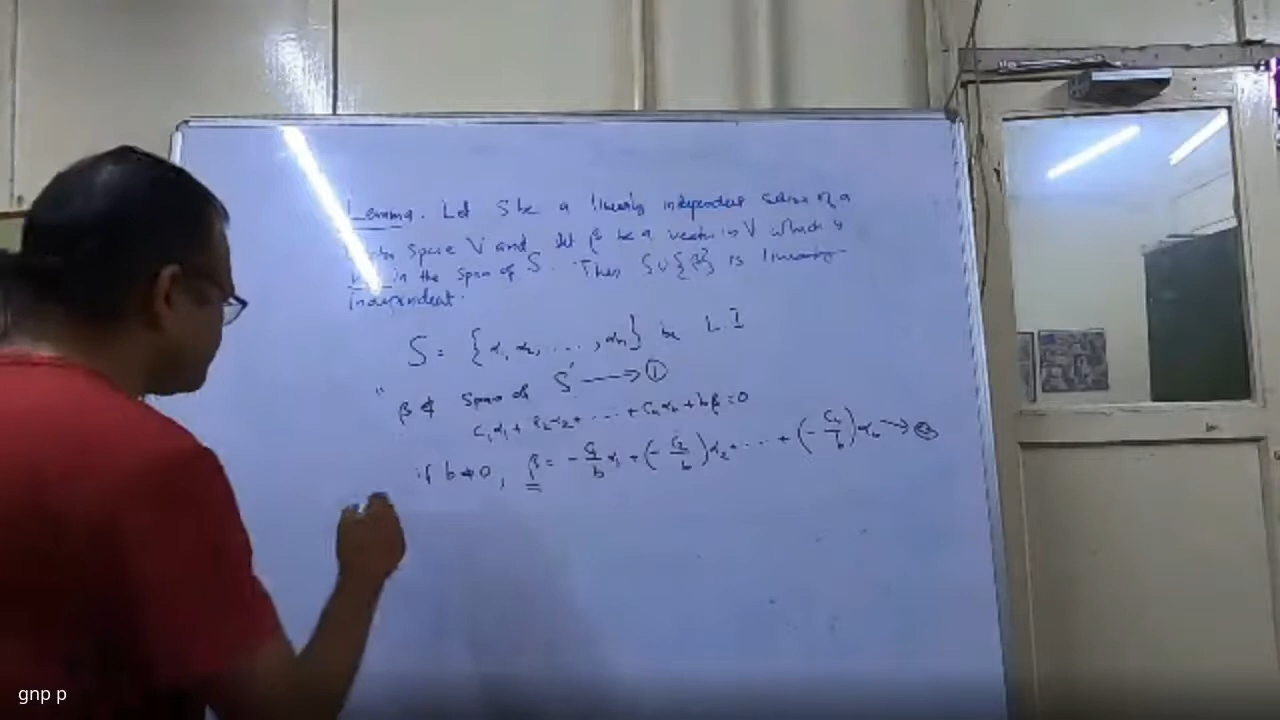 Lemma. Let S be a linearly independent subset of a
vector space V and let β be a vector in V which is
in the span of S. Then S∪{β} is linearly
independent.
S = {α₁, α₂, ..., αₙ} be L.I
β ∉ Span of S → ①
c₁α₁ + c₂α₂ + ... + cₙαₙ + bβ = 0
if b ≠ 0, β = -c₁/b α₁ + (-c₂/b)α₂ + ... + (-cₙ/b)αₙ → ②
gnp p